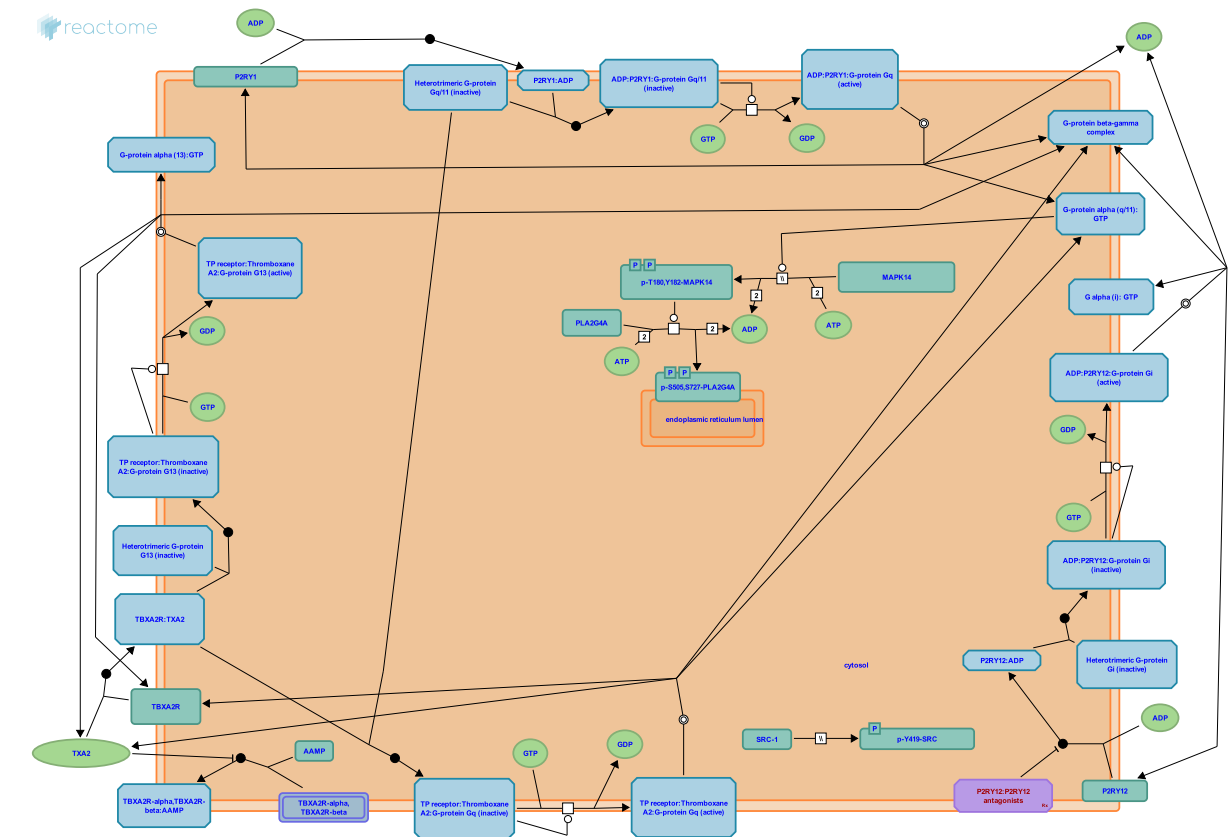 reactome
ADP
P2RY1
Heterotrimeric G-protein
Gq/11 (inactive)
P2RY1:ADP
ADP:P2RY1:G-protein Gq/11
(inactive)
ADP:P2RY1:G-protein Gq
(active)
GTP
GDP
ADP
G-protein beta-gamma
complex
G-protein alpha (13):GTP
G-protein alpha (q/11):
GTP
TP receptor:Thromboxane
A2:G-protein G13 (active)
P
P
p-T180,Y182-MAPK14
\\
MAPK14
G alpha (i): GTP
2
2
PLA2G4A
2
2
ADP
ATP
GDP
ATP
GTP
P
P
p-S505,S727-PLA2G4A
endoplasmic reticulum lumen
ADP:P2RY12:G-protein Gi
(active)
GDP
TP receptor:Thromboxane
A2:G-protein G13 (inactive)
GTP
Heterotrimeric G-protein
G13 (inactive)
ADP:P2RY12:G-protein Gi
(inactive)
TBXA2R:TXA2
cytosol
P2RY12:ADP
Heterotrimeric G-protein
Gi (inactive)
TBXA2R
ADP
TXA2
AAMP
GTP
GDP
SRC-1
\\
P
p-Y419-SRC
TBXA2R-alpha,TBXA2R-
beta:AAMP
TBXA2R-alpha,
TBXA2R-beta
TP receptor:Thromboxane
A2:G-protein Gq (inactive)
TP receptor:Thromboxane
A2:G-protein Gq (active)
P2RY12:P2RY12
antagonists
Rx
P2RY12